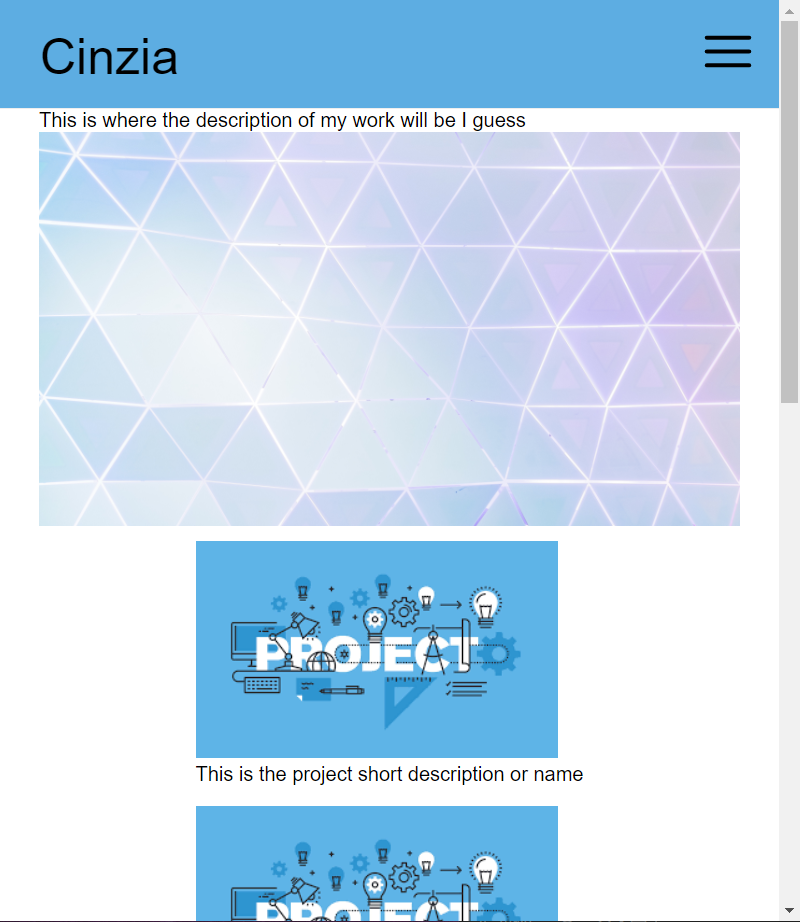 Cinzia
This is where the description of my work will be I guess
PROJECT
This is the project short description or name
PROJECT